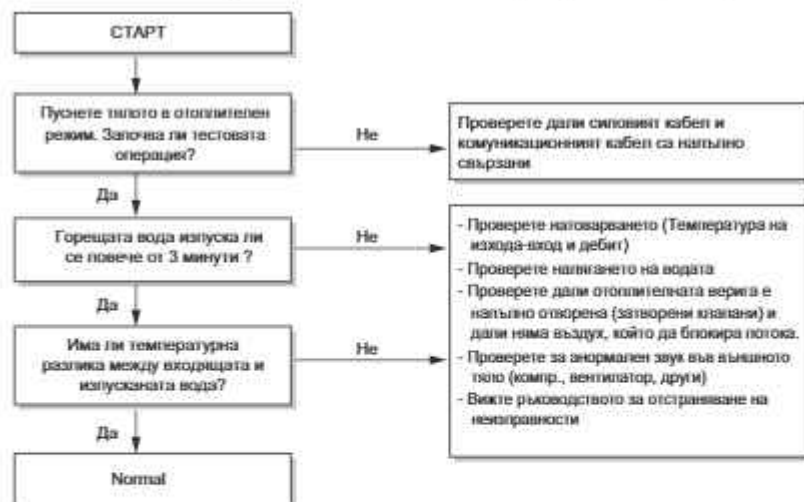 СТАРТ
Пуснете тялото в отоплителен
режим. Започва ли тестовата
операция?
Не
Проверете дали силовият кабел и
комуникационният кабел са напълно
свързани
Да
Горещата вода изпуска ли
се повече от 3 минути ?
Не
- Проверете натоварването (Температура на
изхода-вход и дебит)
- Проверете налягането на водата
- Проверете дали отоплителната верига е
напълно отворена (затворени клапани) и
дали няма въздух, който да блокира потока.
- Проверете за анормален звук във външното
тяло (компр., вентилатор, други)
- Вижте ръководството за отстраняване на
неизправности
Да
Има ли температурна
разлика между входящата и
изпусканата вода?
Не
Да
Normal